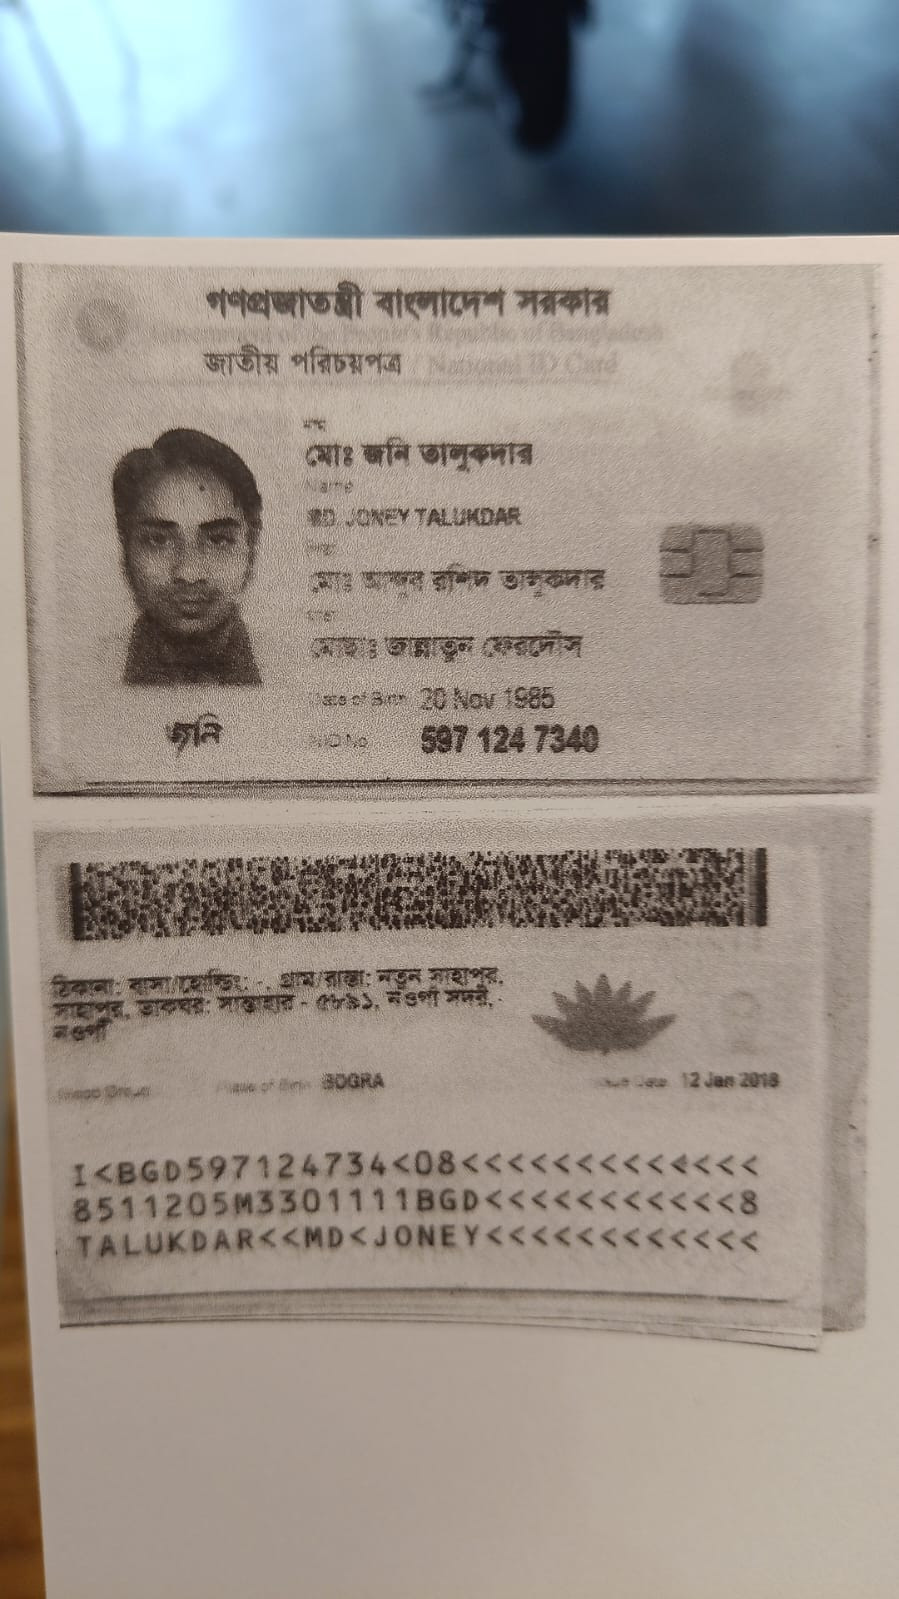 গণপ্রজাতন্ত্রী বাংলাদেশ সরকার
Government of the People's Republic of Bangladesh
জাতীয় পরিচয়পত্র / National ID Card
মোঃ জনি তালুকদার
Name
MD. JONEY TALUKDAR
মোঃ আব্দুর রশিদ তালুকদার
মোছাঃ জান্নাতুন ফেরদৌস
Date of Birth 20 Nov 1985
জনি
NID No 597 124 7340
ঠিকানা: বাসা/হোল্ডিং: -, গ্রাম/রাস্তা: নতুন সাহাপুর,
সাহাপুর, ডাকঘর: সান্তাহার - ৫৮৯১, নওগাঁ সদর,
নওগাঁ
Blood Group Place of Birth BOGRA Issue Date 12 Jan 2018
I<BGD597124734<08<<<<<<<<<<<<<
8511205M3301111BGD<<<<<<<<<<<8
TALUKDAR<<MD<JONEY<<<<<<<<<<<<